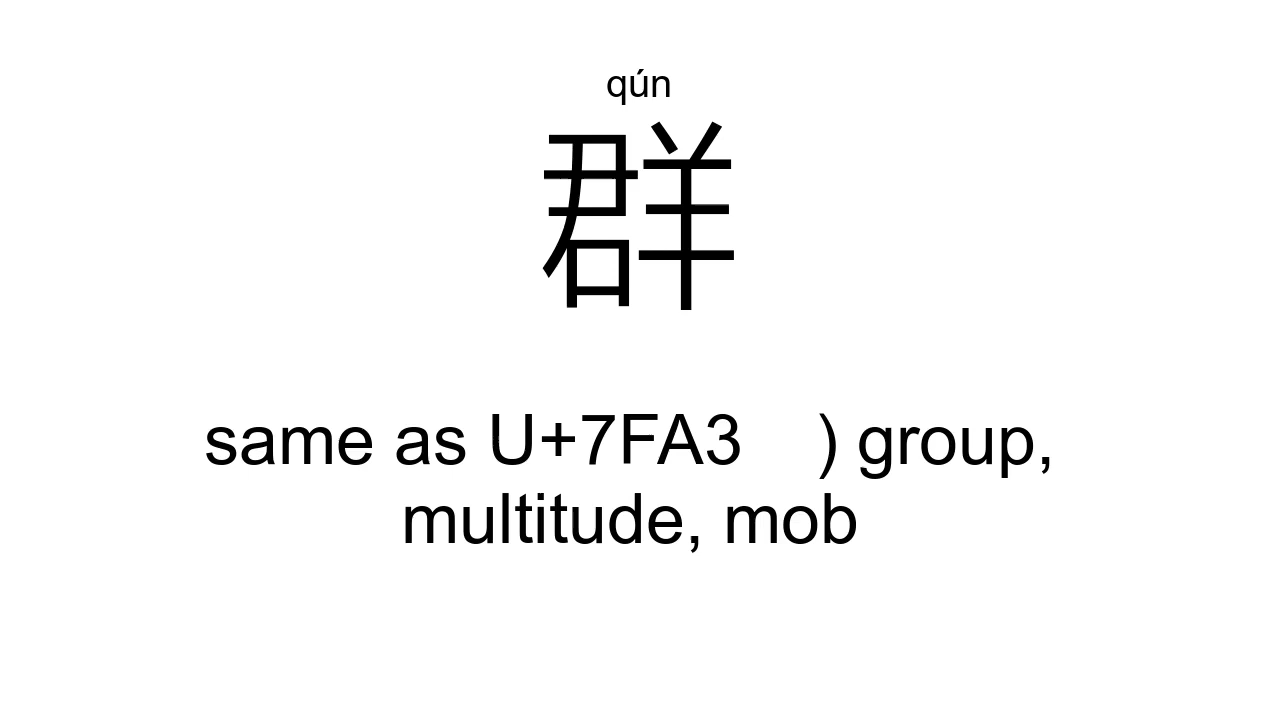 qún
群
same as U+7FA3    ) group,
multitude, mob